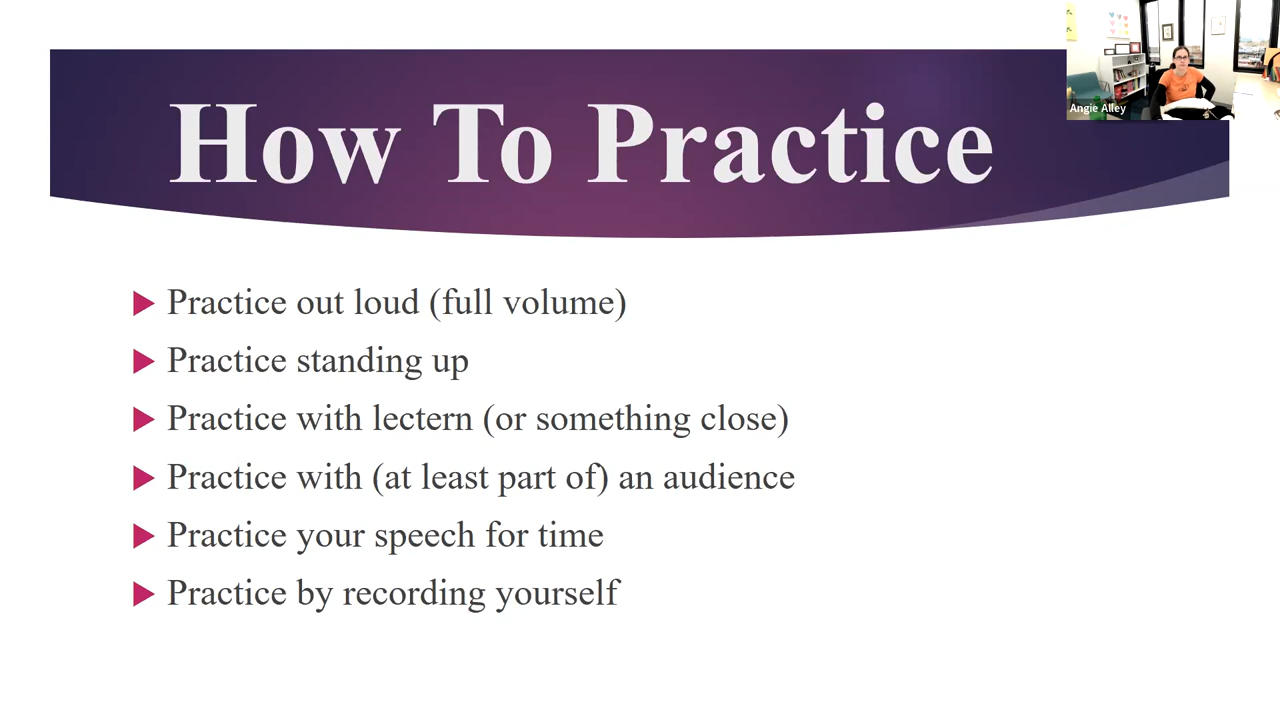 How To Practice
Angie Alley
Practice out loud (full volume)
Practice standing up
Practice with lectern (or something close)
Practice with (at least part of) an audience
Practice your speech for time
Practice by recording yourself